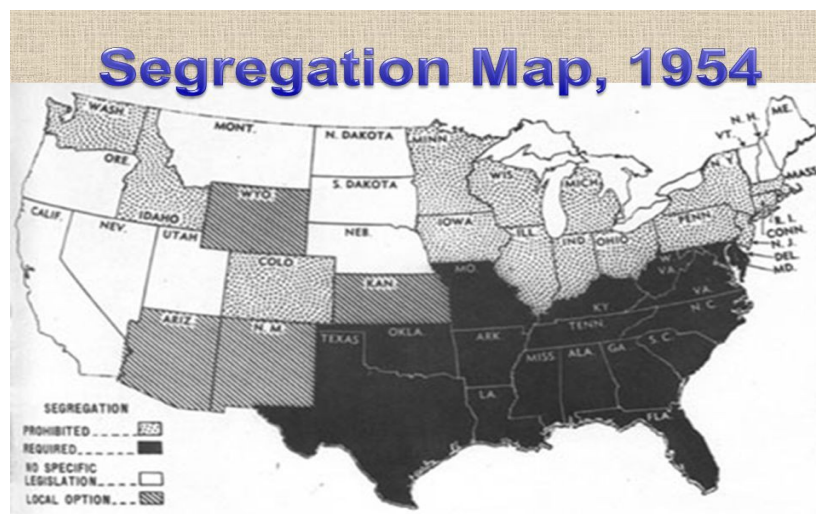 Segregation Map, 1954
WASH.
MONT.
N. DAKOTA
MINN.
N. H.
ME.
VT.
ORE.
IDAHO
WYO.
S. DAKOTA
WIS.
MICH.
N. Y.
MASS.
CALIF.
NEV.
UTAH
NEB.
IOWA
ILL.
IND.
OHIO
PENN.
R. I.
CONN.
N. J.
DEL.
MD.
COLO.
KAN.
MO.
W. VA.
VA.
KY.
ARIZ.
N. M.
TEXAS
OKLA.
ARK.
TENN.
N. C.
MISS.
ALA.
GA.
S. C.
LA.
FLA.
SEGREGATION
PROHIBITED
REQUIRED
NO SPECIFIC
LEGISLATION
LOCAL OPTION